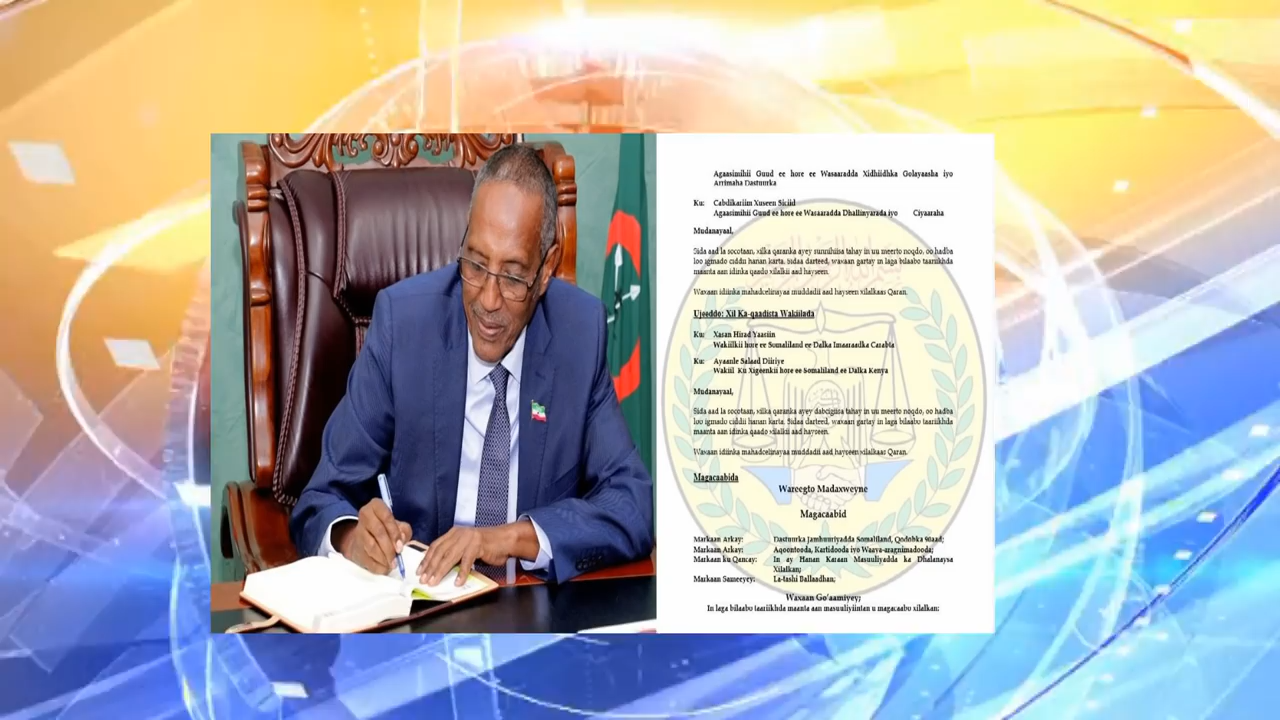 Agaasimihii Guud ee hore ee Wasaaradda Xidhiidhka Golayaasha iyo
Arrimaha Dastuurka
Ku: Cabdikariim Xuseen Siciid
Agaasimihii Guud ee hore ee Wasaaradda Dhallinyarada iyo Ciyaaraha
Mudanayaal,
Sida aad la socotaan, xilka qaranka ayey sunnihiisa tahay in uu meerto noqdo, oo hadba
loo igmado ciddii hanan karta. Sidaa darteed, waxaan gartay in laga bilaabo taariikhda
maanta aan idinka qaado xilalkii aad hayseen.
Waxaan idiinka mahadcelinayaa muddadii aad hayseen xilalkaas Qaran.
Ujeeddo: Xil Ka-qaadista Wakiilada
Ku: Xasan Hirad Yaasiin
Wakiilkii hore ee Somaliland ee Dalka Imaaraadka Carabta
Ku: Ayaanle Salaad Diiriye
Wakiil Ku Xigeenkii hore ee Somaliland ee Dalka Kenya
Mudanayaal,
Sida aad la socotaan, xilka qaranka ayey dabcigiisa tahay in uu meerto noqdo, oo hadba
loo igmado ciddii hanan karta. Sidaa darteed, waxaan gartay in laga bilaabo taariikhda
maanta aan idinka qaado xilalkii aad hayseen.
Waxaan idiinka mahadcelinayaa muddadii aad hayseen xilalkaas Qaran.
Magacaabida
Wareegto Madaxweyne
Magacaabid
Markaan Arkay: Dastuurka Jamhuuriyadda Somaliland, Qodobka 90aad;
Markaan Arkay: Aqoontooda, Kartidooda iyo Waaya-aragnimadooda;
Markaan ku Qancay: In ay Hanan Karaan Masuuliyadda ka Dhalanaysa
Xilalkan;
Markaan Sameeyey: La-tashi Ballaadhan;
Waxaan Go'aamiyey;
In laga bilaabo taariikhda maanta aan masuuliyiintan u magacaabo xilalkan: